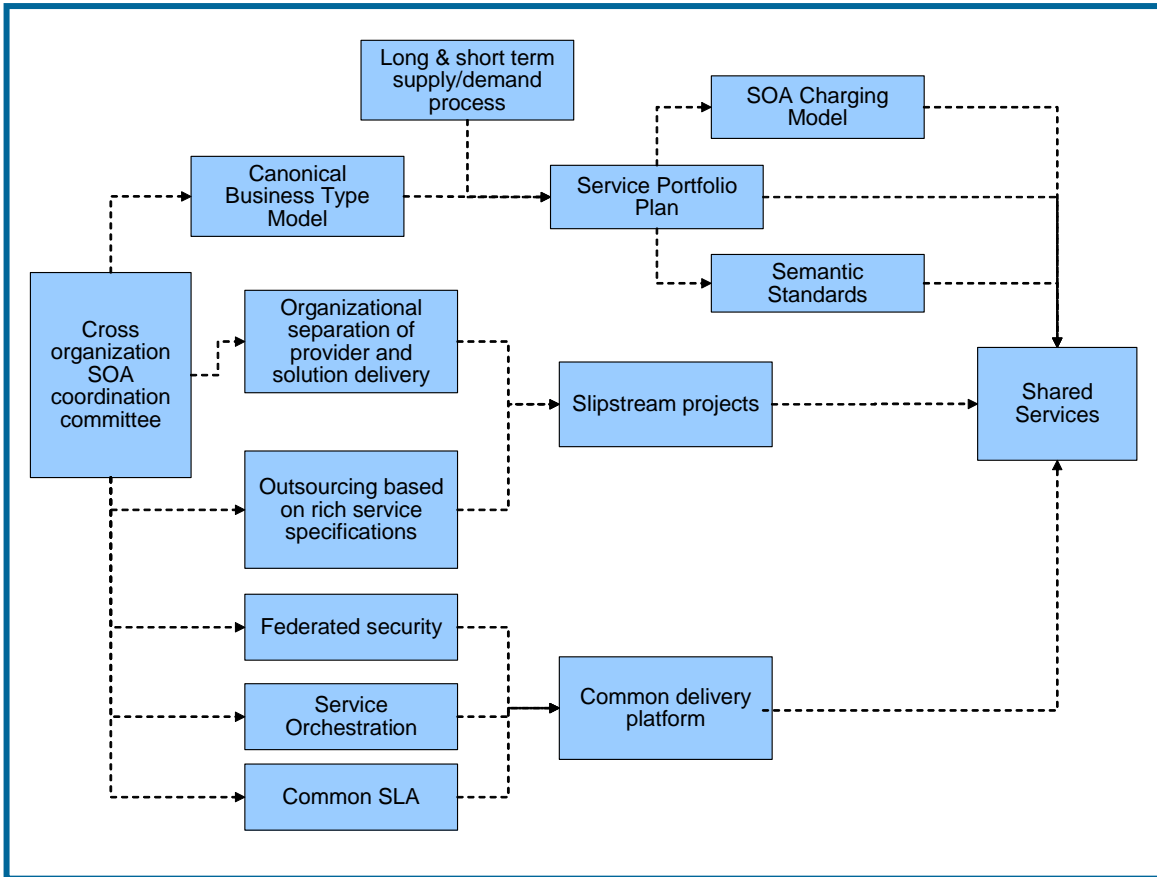 Long & short term
supply/demand
process
SOA Charging
Model
Canonical
Business Type
Model
Service Portfolio
Plan
Semantic
Standards
Cross
organization
SOA
coordination
committee
Organizational
separation of
provider and
solution delivery
Slipstream projects
Shared
Services
Outsourcing based
on rich service
specifications
Federated security
Service
Orchestration
Common delivery
platform
Common SLA